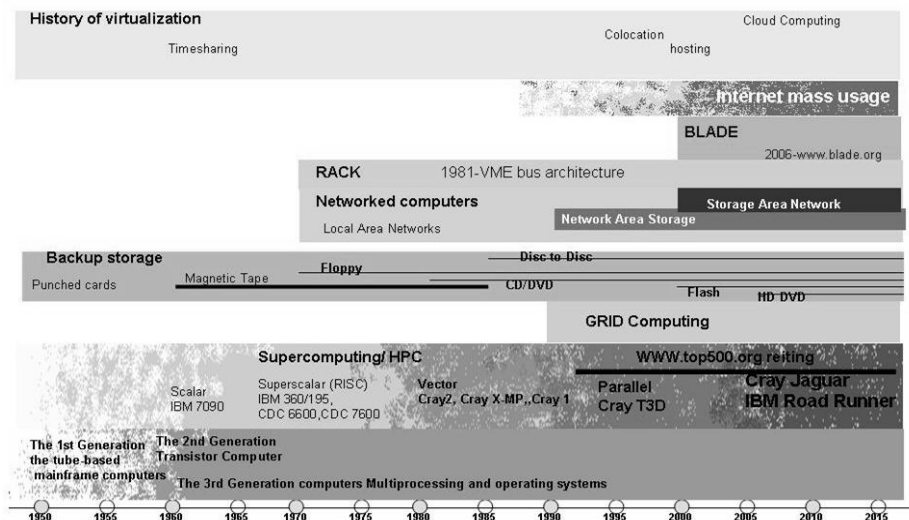 History of virtualization
Cloud Computing
Colocation
Timesharing
hosting
Internet mass usage
BLADE
2006-www.blade.org
RACK
1981-VME bus architecture
Networked computers
Storage Area Network
Network Area Storage
Local Area Networks
Backup storage
Disc to Disc
Floppy
Magnetic Tape
Punched cards
CD/DVD
Flash
HD DVD
GRID Computing
Supercomputing/ HPC
WWW.top500.org reiting
Scalar
IBM 7090
Superscalar (RISC)
IBM 360/195,
CDC 6600,CDC 7600
Vector
Cray2, Cray X-MP,,Cray 1
Parallel
Cray T3D
Cray Jaguar
IBM Road Runner
The 1st Generation
the tube-based
mainframe computers
The 2nd Generation
Transistor Computer
The 3rd Generation computers Multiprocessing and operating systems
1950 1955 1960 1965 1970 1975 1980 1985 1990 1995 2000 2005 2010 2015